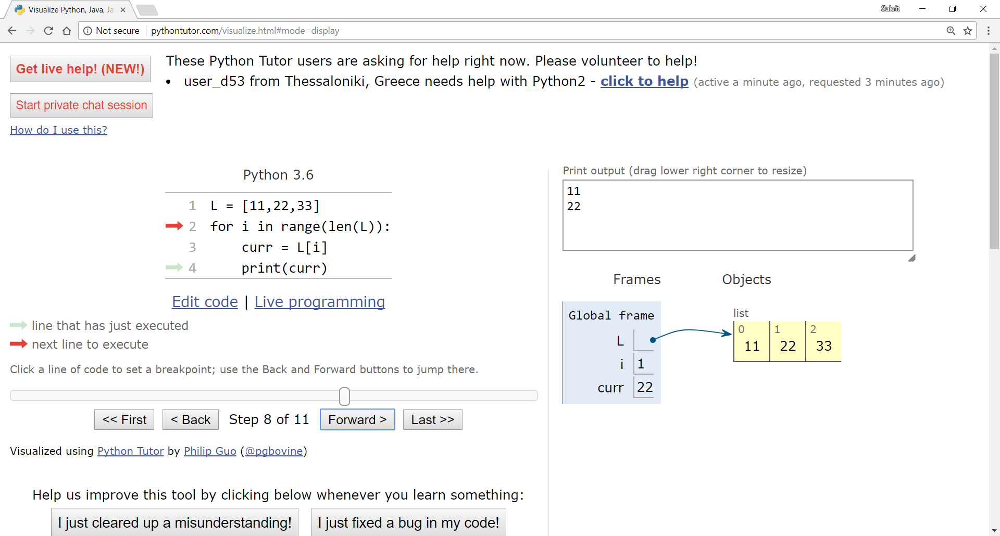 Visualize Python, Java, Ja
Sukrit
Not secure | pythontutor.com/visualize.html#mode=display
Get live help! (NEW!)
Start private chat session
How do I use this?
These Python Tutor users are asking for help right now. Please volunteer to help!
• user_d53 from Thessaloniki, Greece needs help with Python2 - click to help (active a minute ago, requested 3 minutes ago)
Python 3.6
1 L = [11,22,33]
2 for i in range(len(L)):
3     curr = L[i]
4     print(curr)
Edit code | Live programming
line that has just executed
next line to execute
Click a line of code to set a breakpoint; use the Back and Forward buttons to jump there.
<< First < Back Step 8 of 11 Forward > Last >>
Visualized using Python Tutor by Philip Guo (@pgbovine)
Help us improve this tool by clicking below whenever you learn something:
I just cleared up a misunderstanding! I just fixed a bug in my code!
Print output (drag lower right corner to resize)
11
22
Frames Objects
Global frame
L
i 1
curr 22
list
0 1 2
11 22 33